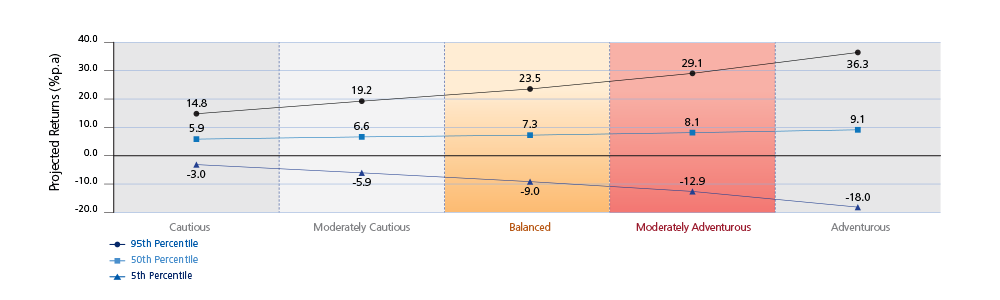 Projected Returns (%p.a)
40.0
30.0
20.0
10.0
0.0
-10.0
-20.0
14.8
19.2
23.5
29.1
36.3
5.9
6.6
7.3
8.1
9.1
-3.0
-5.9
-9.0
-12.9
-18.0
Cautious
Moderately Cautious
Balanced
Moderately Adventurous
Adventurous
95th Percentile
50th Percentile
5th Percentile